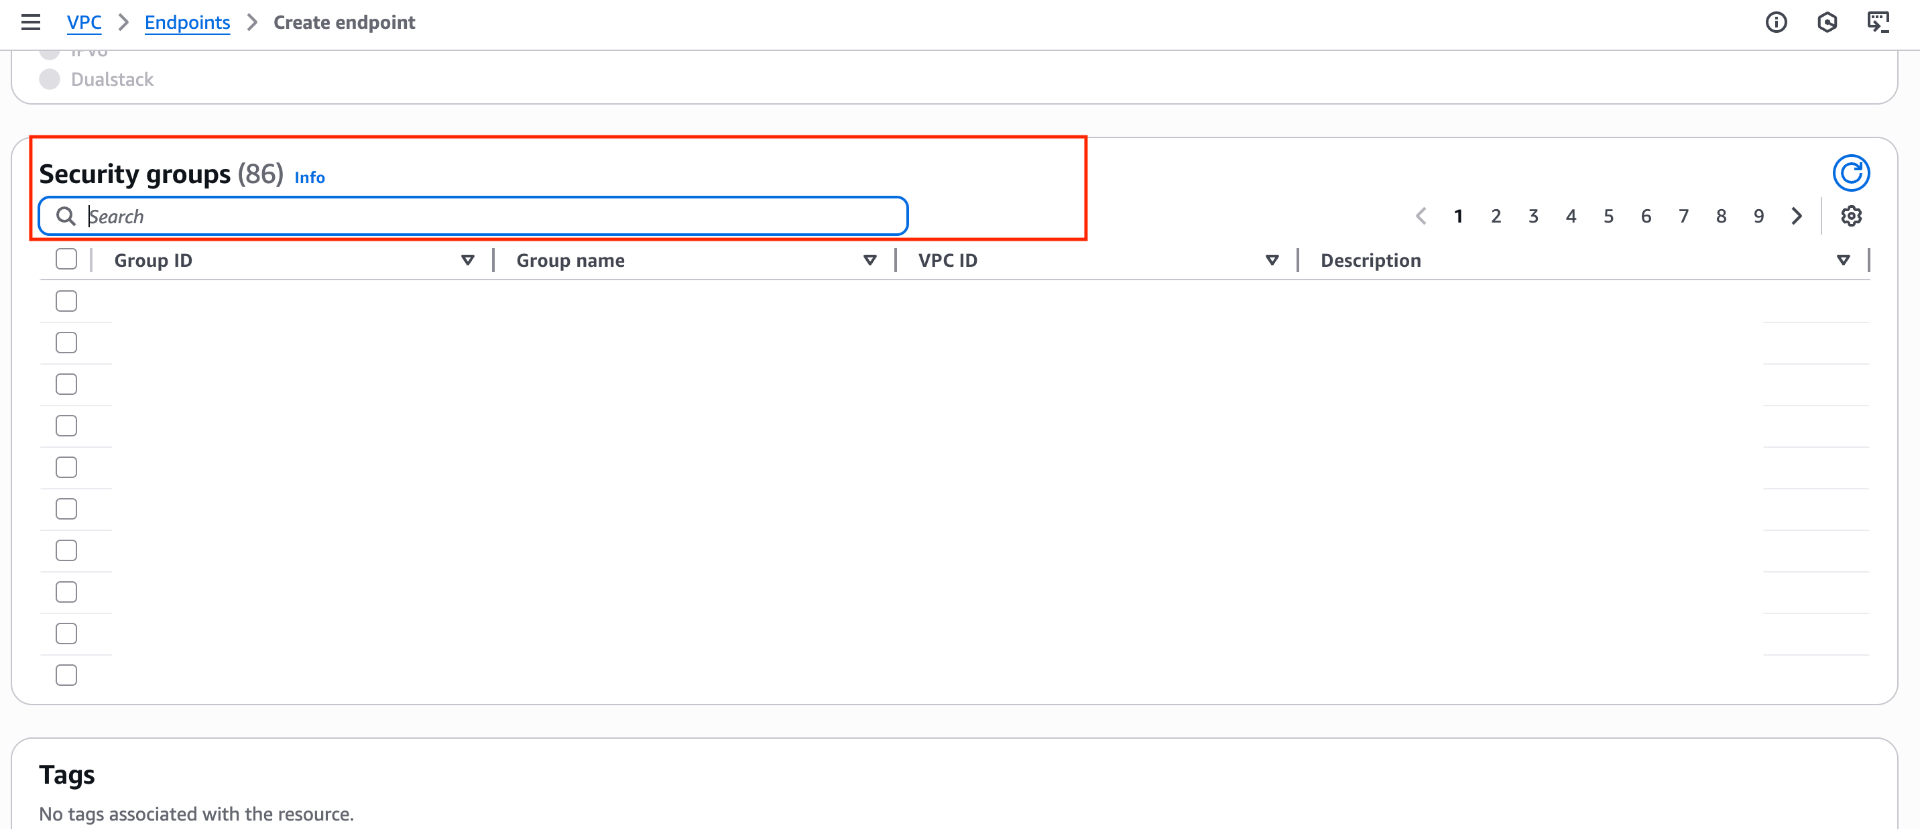 VPC > Endpoints > Create endpoint
IPv6
Dualstack
Security groups (86) Info
Search
1 2 3 4 5 6 7 8 9
Group ID Group name VPC ID Description
Tags
No tags associated with the resource.